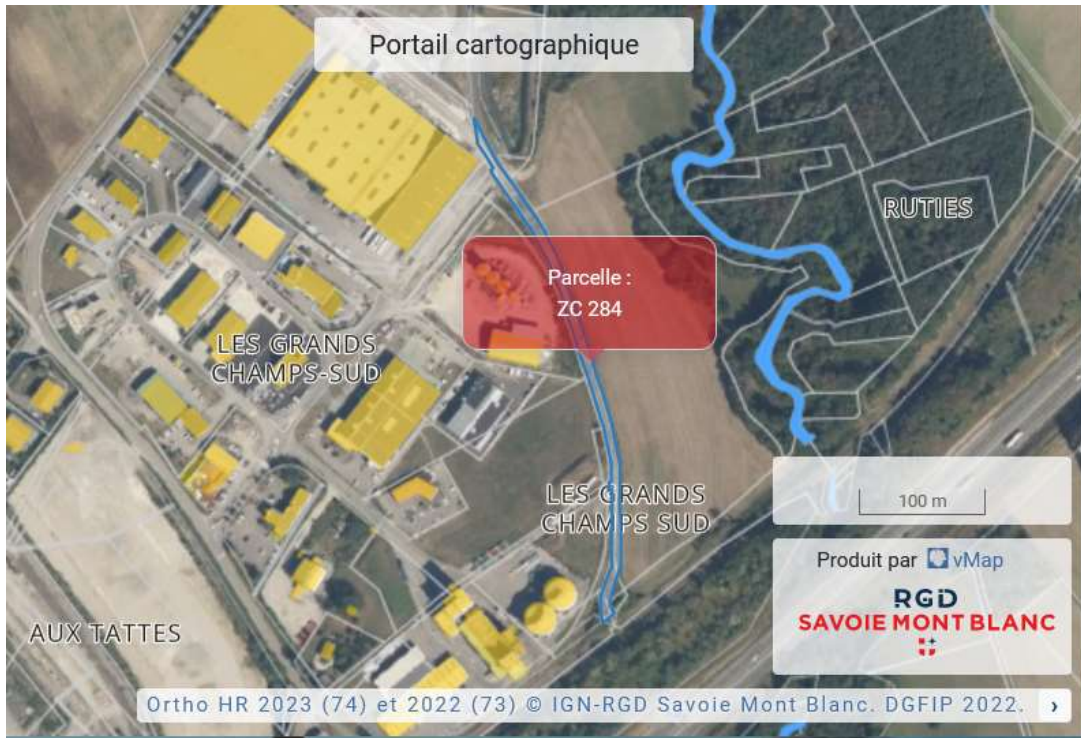 Portail cartographique
RUTIES
Parcelle :
ZC 284
LES GRANDS
CHAMPS-SUD
LES GRANDS
CHAMPS SUD
100 m
Produit par vMap
RGD
SAVOIE MONT BLANC
AUX TATTES
Ortho HR 2023 (74) et 2022 (73) © IGN-RGD Savoie Mont Blanc. DGFIP 2022. ›